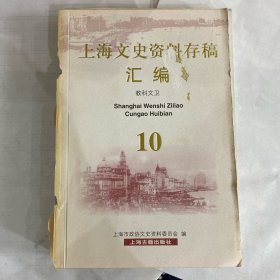 上海文史资料存稿
汇编
教科文卫
Shanghai Wenshi Ziliao
Cungao Huibian
10
上海市政协文史资料委员会 编
上海古籍出版社